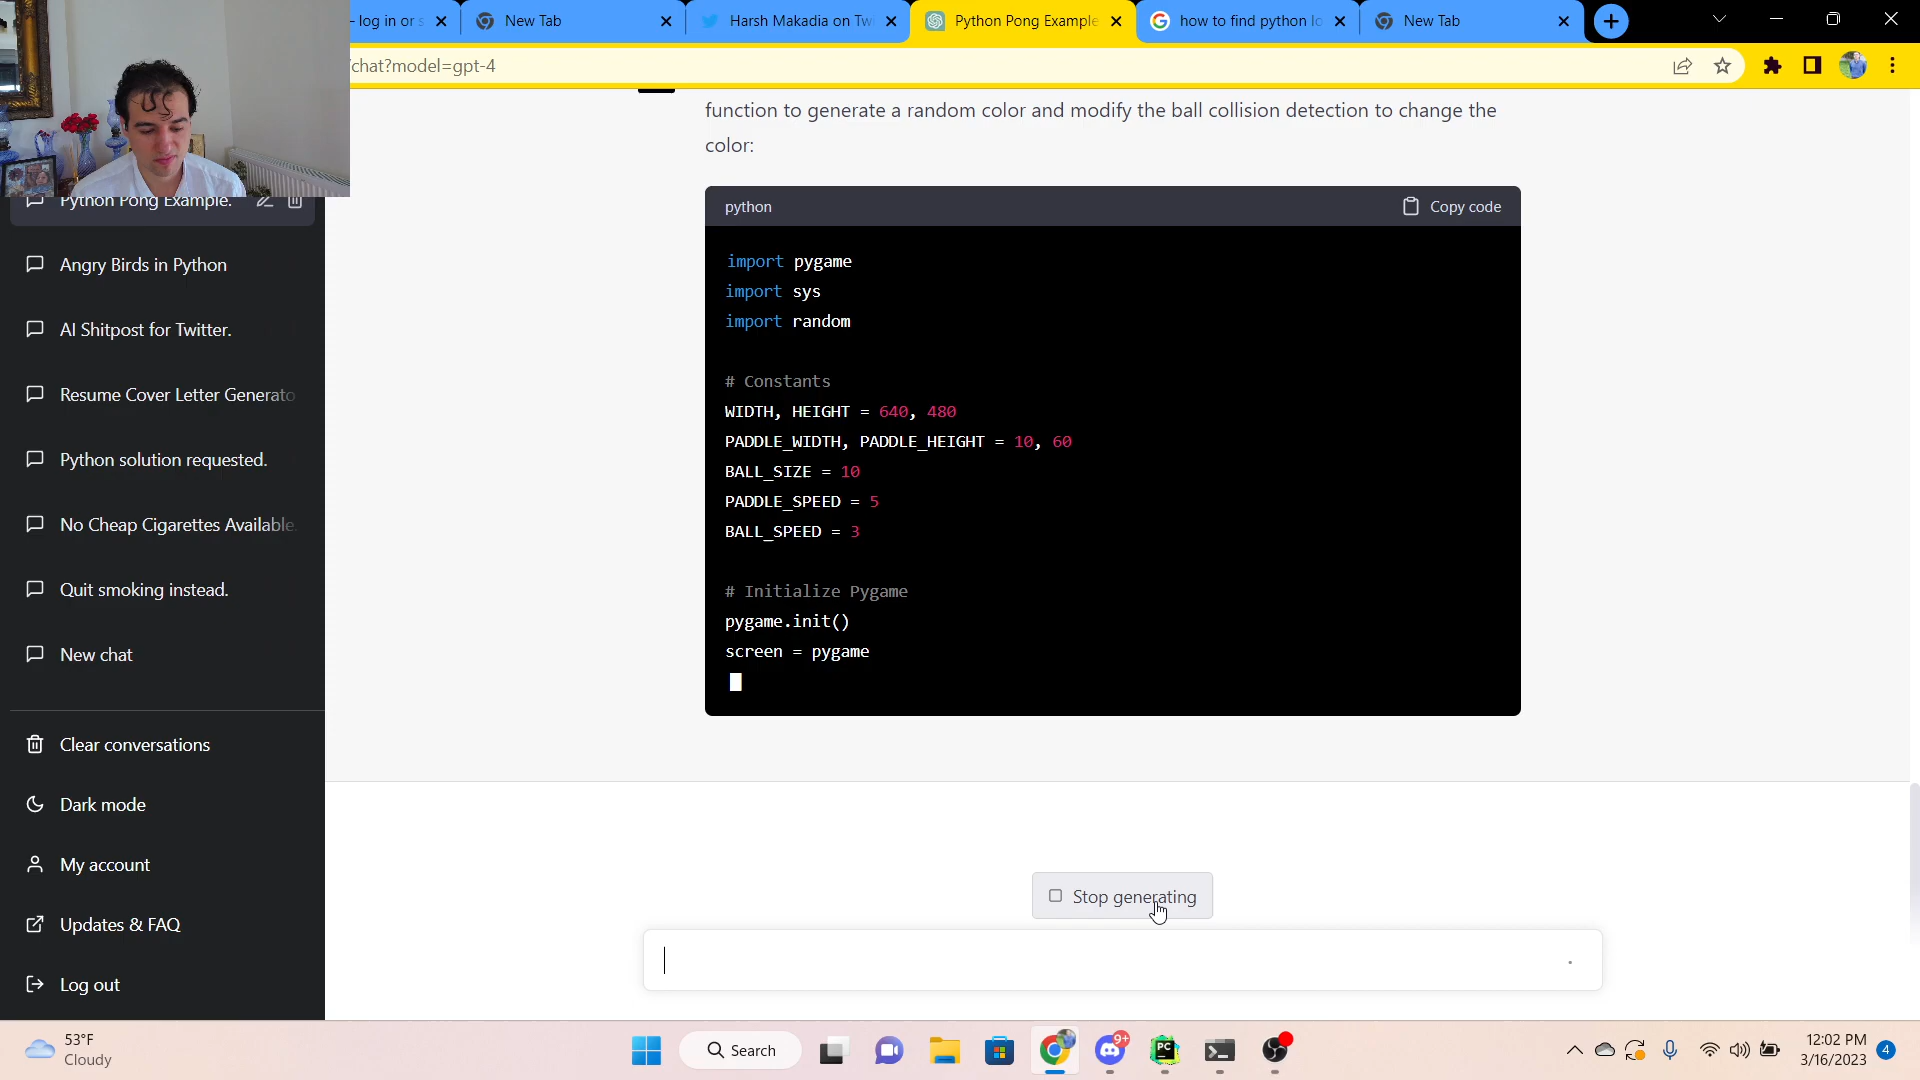 - log in or s
New Tab
Harsh Makadia on Tw
Python Pong Example
how to find python lo
New Tab
chat?model=gpt-4
function to generate a random color and modify the ball collision detection to change the
color:
python
Copy code
import pygame
import sys
import random
# Constants
WIDTH, HEIGHT = 640, 480
PADDLE_WIDTH, PADDLE_HEIGHT = 10, 60
BALL_SIZE = 10
PADDLE_SPEED = 5
BALL_SPEED = 3
# Initialize Pygame
pygame.init()
screen = pygame
Python Pong Example.
Angry Birds in Python
AI Shitpost for Twitter.
Resume Cover Letter Generato
Python solution requested.
No Cheap Cigarettes Available.
Quit smoking instead.
New chat
Clear conversations
Dark mode
My account
Updates & FAQ
Log out
Stop generating
53°F
Cloudy
Search
9+
PC
12:02 PM
3/16/2023
4